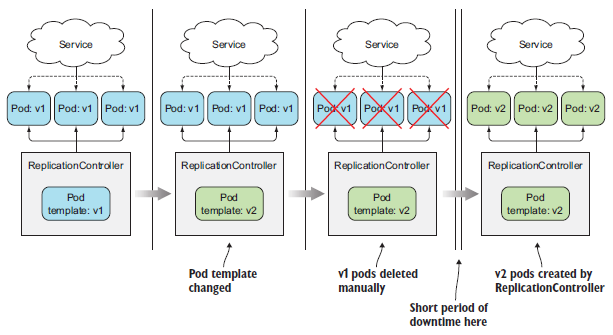 Service
Service
Service
Service
Pod: v1 Pod: v1 Pod: v1
Pod: v1 Pod: v1 Pod: v1
Pod: v1 Pod: v1 Pod: v1
Pod: v2 Pod: v2 Pod: v2
ReplicationController
ReplicationController
ReplicationController
ReplicationController
Pod
template: v1
Pod
template: v2
Pod
template: v2
Pod
template: v2
Pod template
changed
v1 pods deleted
manually
Short period of
downtime here
v2 pods created by
ReplicationController